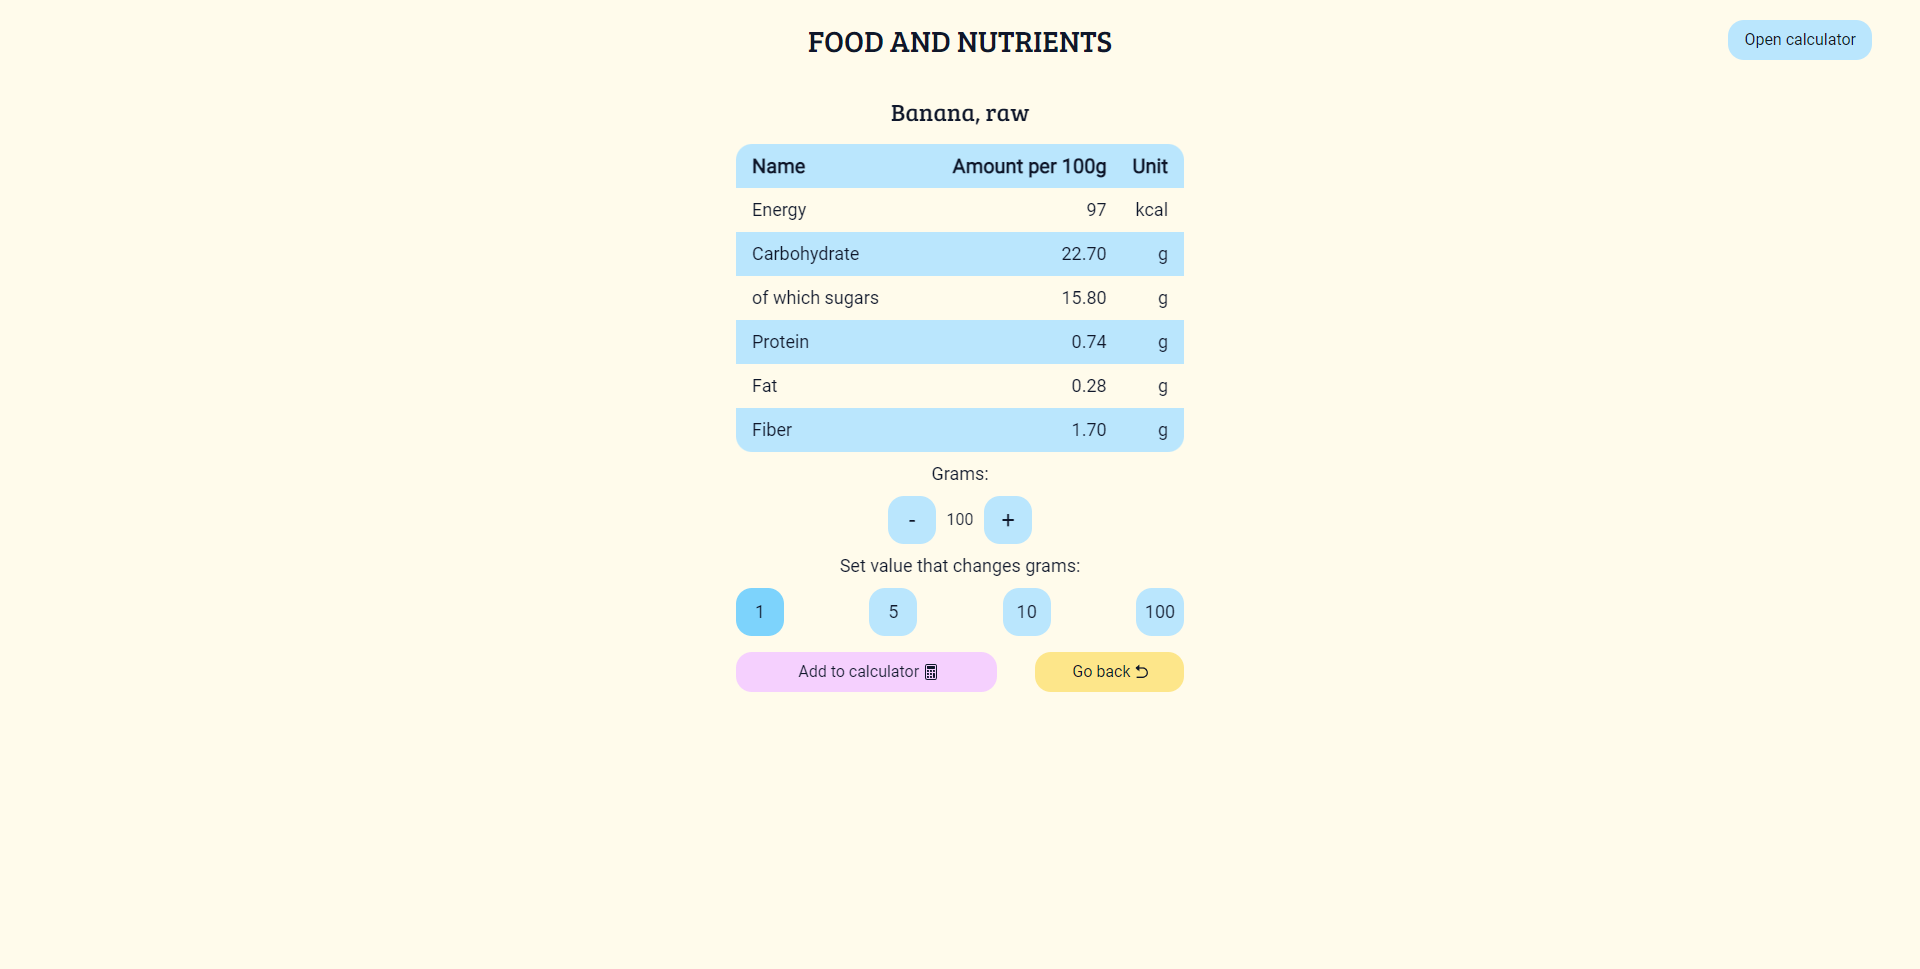 FOOD AND NUTRIENTS
Open calculator
Banana, raw
Name Amount per 100g Unit
Energy 97 kcal
Carbohydrate 22.70 g
of which sugars 15.80 g
Protein 0.74 g
Fat 0.28 g
Fiber 1.70 g
Grams:
- 100 +
Set value that changes grams:
1 5 10 100
Add to calculator Go back